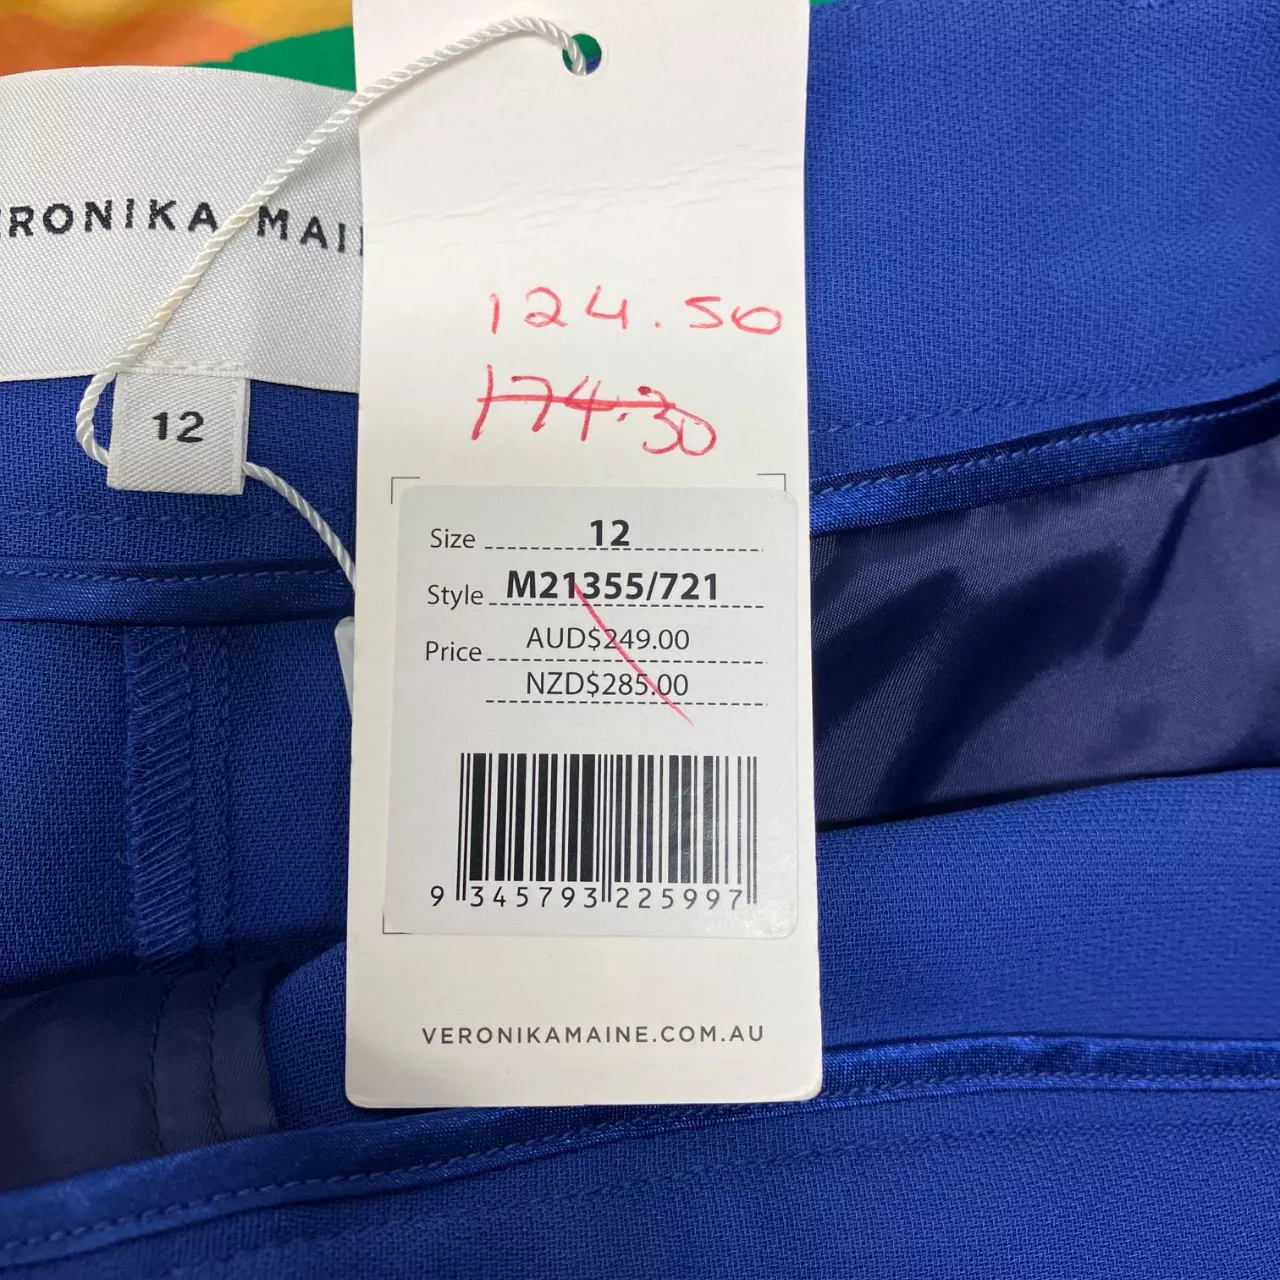 RONIKA MAI
12
124.50
174.30
Size 12
Style M21355/721
Price AUD$249.00
NZD$285.00
9 345793 225997
VERONIKAMAINE.COM.AU